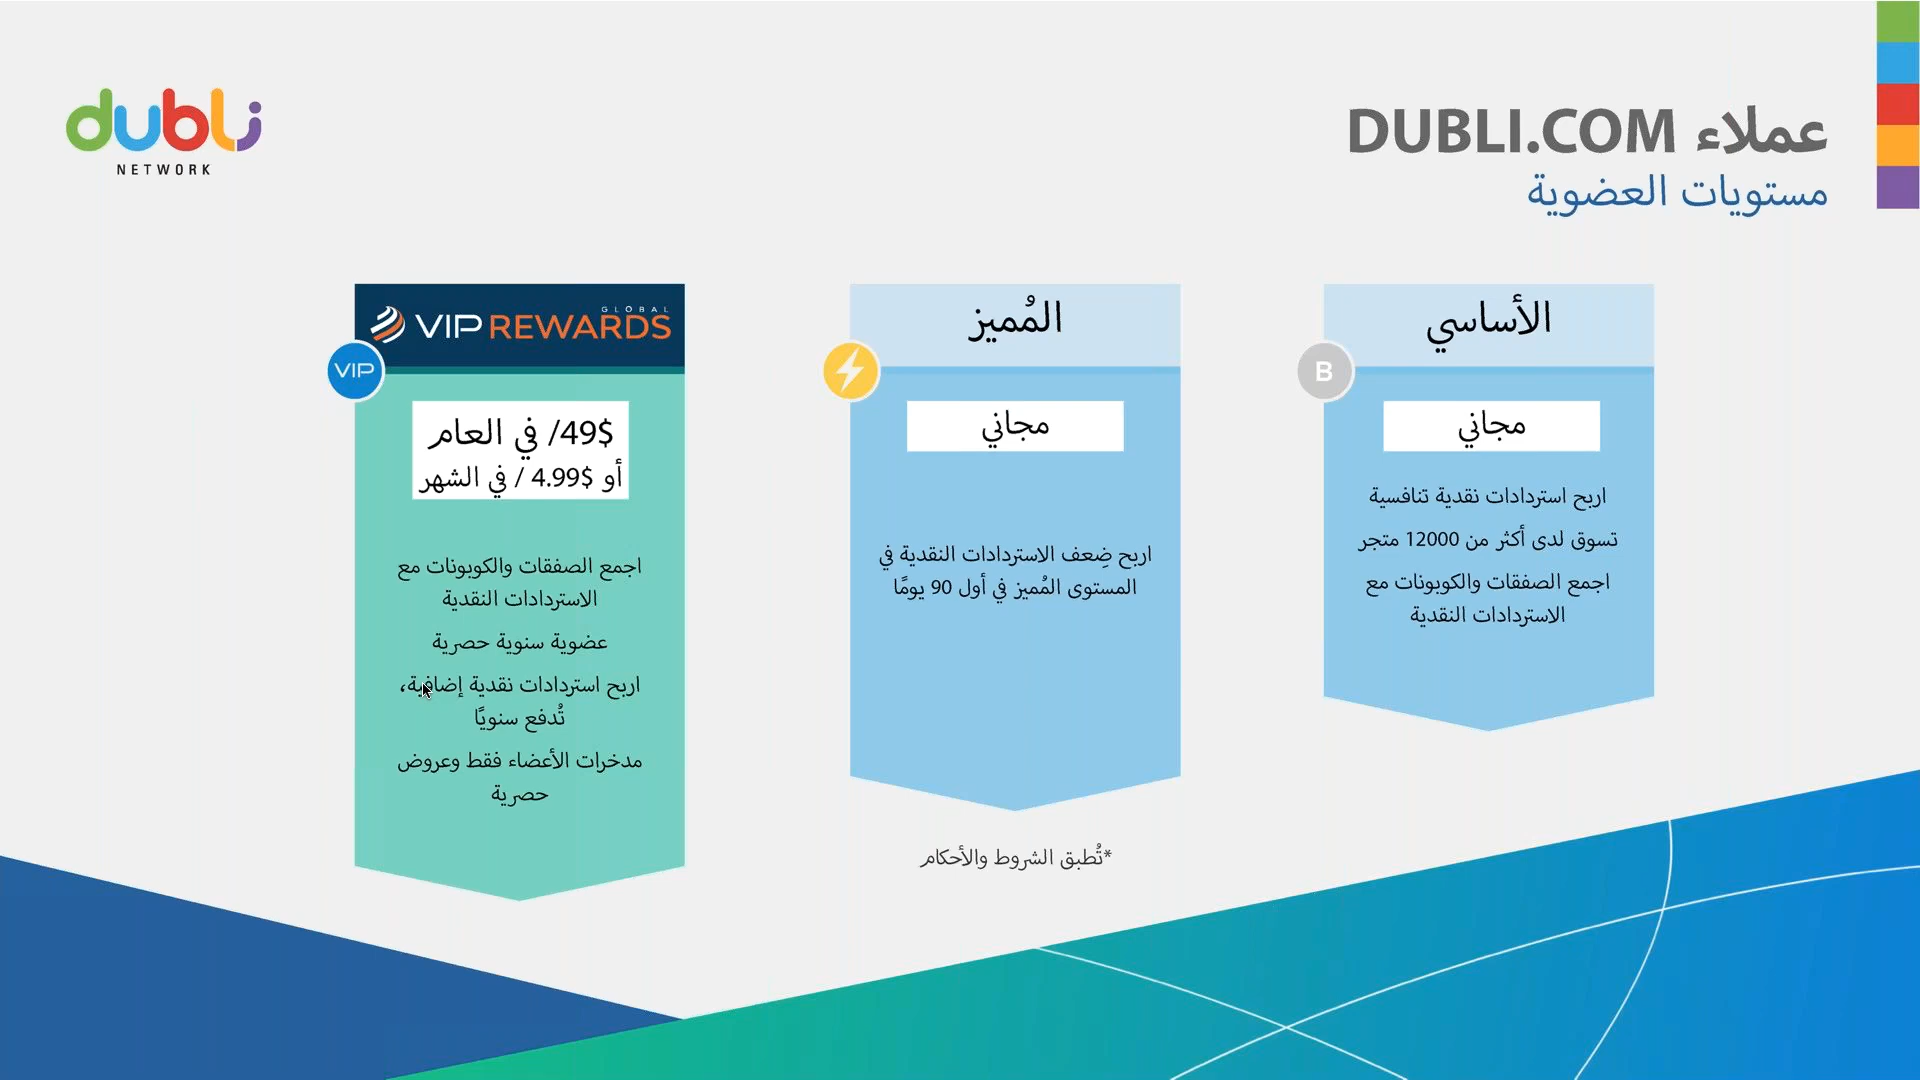 dubli
NETWORK
عملاء DUBLI.COM
مستويات العضوية
الأساسي
B
مجاني
اربح استردادات نقدية تنافسية
تسوق لدى أكثر من 12000 متجر
اجمع الصفقات والكوبونات مع
الاستردادات النقدية
المُميز
مجاني
اربح ضِعف الاستردادات النقدية في
المستوى المُميز في أول 90 يومًا
*تُطبق الشروط والأحكام
GLOBAL
VIP REWARDS
VIP
49$/ في العام
أو 4.99$ / في الشهر
اجمع الصفقات والكوبونات مع
الاستردادات النقدية
عضوية سنوية حصرية
اربح استردادات نقدية إضافية،
تُدفع سنويًا
مدخرات الأعضاء فقط وعروض
حصرية